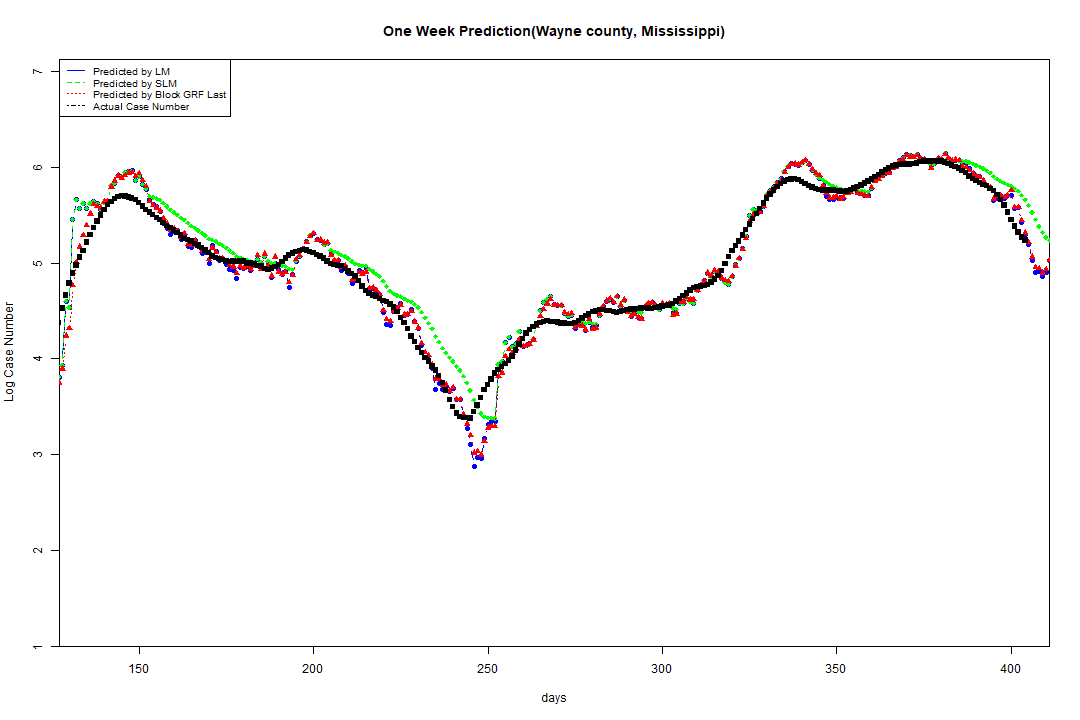 One Week Prediction(Wayne county, Mississippi)
Predicted by LM
Predicted by SLM
Predicted by Block GRF Last
Actual Case Number
Log Case Number
7
6
5
4
3
2
1
150 200 250 300 350 400
days